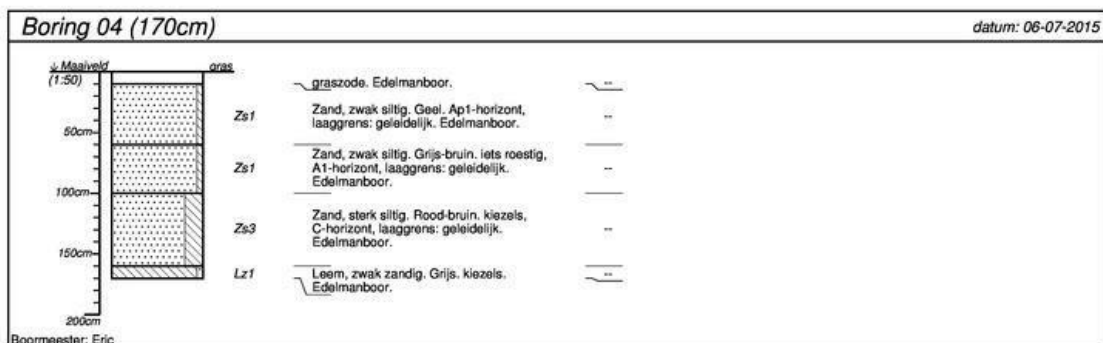 Boring 04 (170cm) datum: 06-07-2015
↓ Maaiveld gras
(1:50) graszode. Edelmanboor. --
Zs1 Zand, zwak siltig. Geel. Ap1-horizont, --
laaggrens: geleidelijk. Edelmanboor.
50cm
Zand, zwak siltig. Grijs-bruin. iets roestig,
Zs1 A1-horizont, laaggrens: geleidelijk. --
Edelmanboor.
100cm
Zand, sterk siltig. Rood-bruin. kiezels,
Zs3 C-horizont, laaggrens: geleidelijk. --
Edelmanboor.
150cm
Lz1 Leem, zwak zandig. Grijs. kiezels. --
Edelmanboor.
200cm
Boormeester: Eric